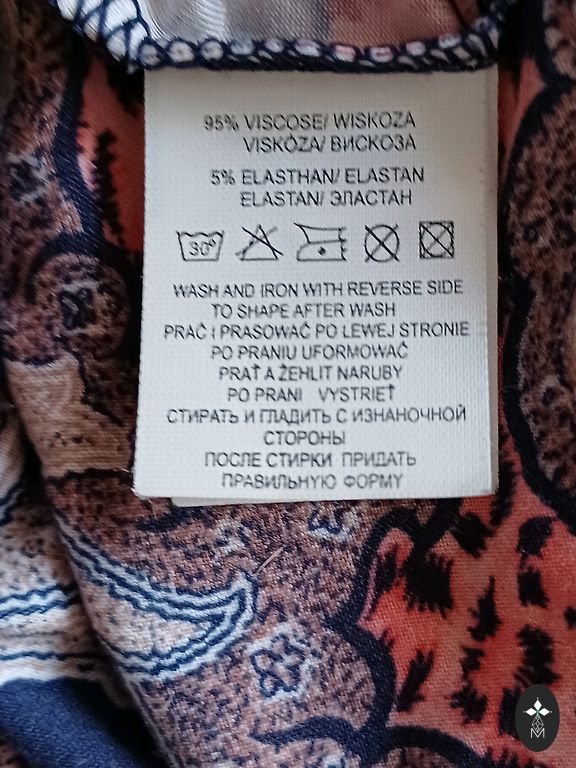 95% VISCOSE/ WISKOZA
VISKÓZA/ ВИСКОЗА
5% ELASTHAN/ ELASTAN
ELASTAN/ ЭЛАСТАН
30°
WASH AND IRON WITH REVERSE SIDE
TO SHAPE AFTER WASH
PRAĆ I PRASOWAĆ PO LEWEJ STRONIE
PO PRANIU UFORMOWAĆ
PRAŤ A ŽEHLIT NARUBY
PO PRANI VYSTRIEŤ
СТИРАТЬ И ГЛАДИТЬ С ИЗНАНОЧНОЙ
СТОРОНЫ
ПОСЛЕ СТИРКИ ПРИДАТЬ
ПРАВИЛЬНУЮ ФОРМУ